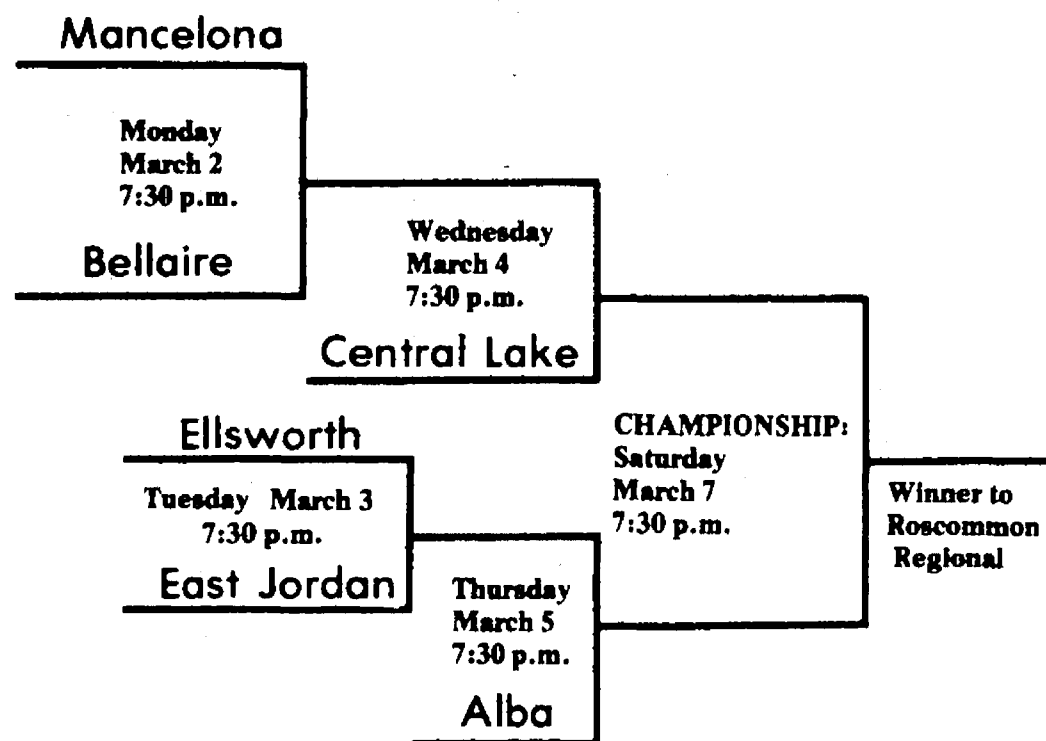 Mancelona
Monday
March 2
7:30 p.m.
Bellaire
Wednesday
March 4
7:30 p.m.
Central Lake
Ellsworth
Tuesday March 3
7:30 p.m.
East Jordan
Thursday
March 5
7:30 p.m.
Alba
CHAMPIONSHIP:
Saturday
March 7
7:30 p.m.
Winner to
Roscommon
Regional